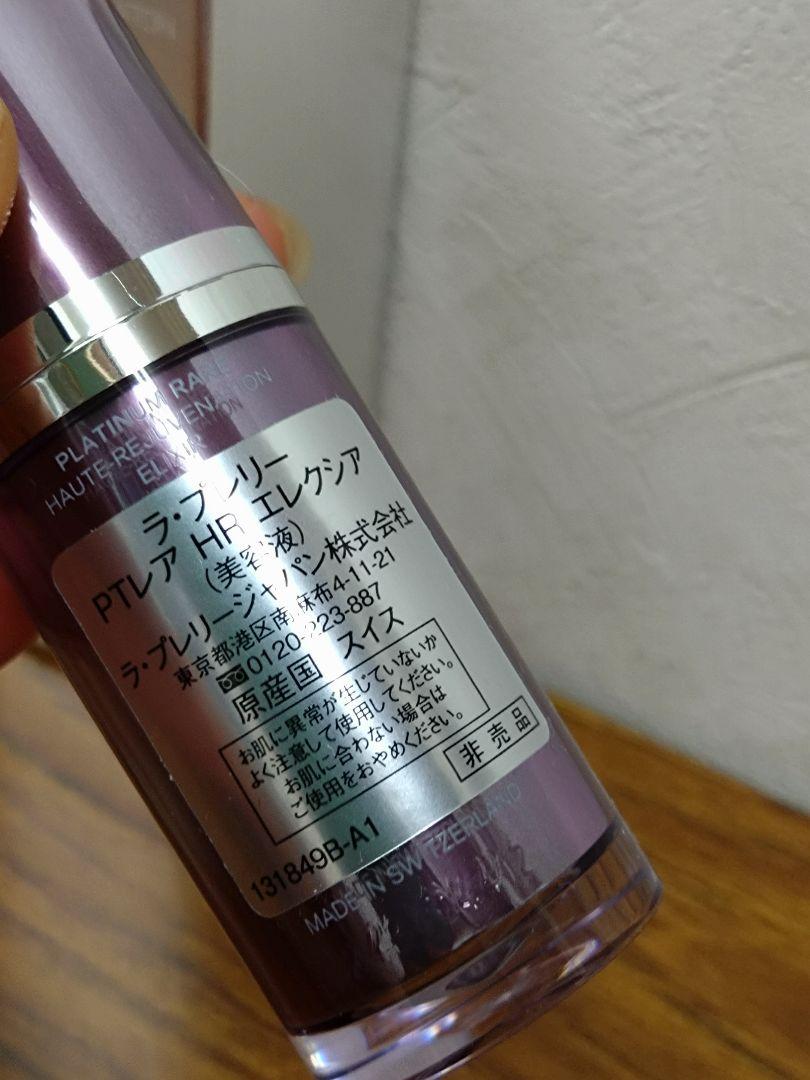 PLATINUM RARE
HAUTE-REJUVENATION
ELIXIR
ラ・プレリー
PTレア HR エレクシア
(美容液)
ラ・プレリージャパン株式会社
東京都港区南麻布4-11-21
0120-223-887
原産国 スイス
お肌に異常が生じていないか
よく注意して使用してください。
お肌に合わない場合は
ご使用をおやめください。
非売品
131849B-A1
MADE IN SWITZERLAND